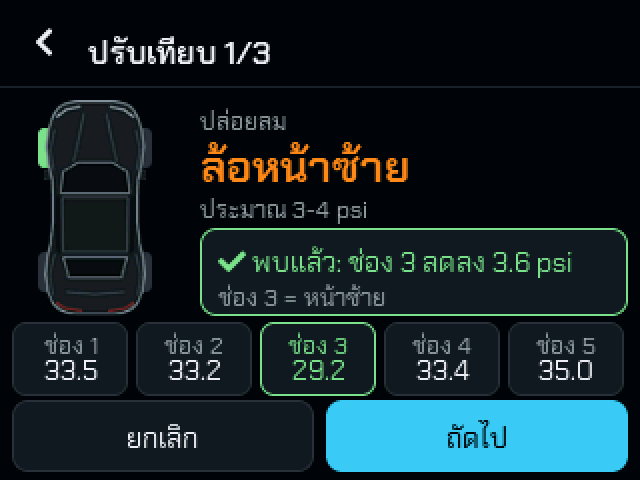 ปรับเทียบ 1/3
ปล่อยลม
ล้อหน้าซ้าย
ประมาณ 3-4 psi
พบแล้ว: ช่อง 3 ลดลง 3.6 psi
ช่อง 3 = หน้าซ้าย
ช่อง 1 ช่อง 2 ช่อง 3 ช่อง 4 ช่อง 5
33.5 33.2 29.2 33.4 35.0
ยกเลิก ถัดไป